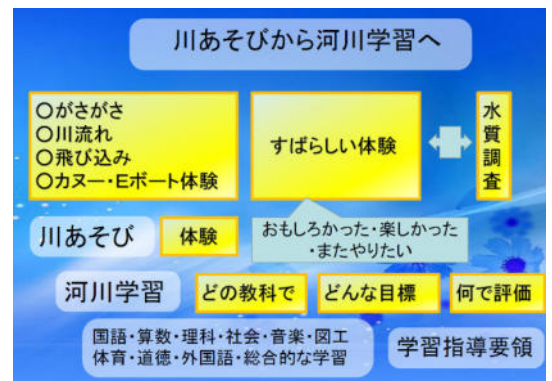 川あそびから河川学習へ
○がさがさ
○川流れ
○飛び込み
○カヌー・Eボート体験
すばらしい体験
水質調査
川あそび
体験
おもしろかった・楽しかった
・またやりたい
河川学習
どの教科で
どんな目標
何で評価
国語・算数・理科・社会・音楽・図工
体育・道徳・外国語・総合的な学習
学習指導要領